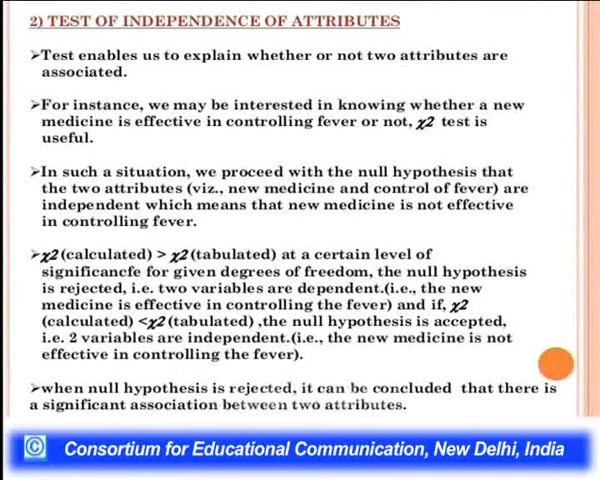 2) TEST OF INDEPENDENCE OF ATTRIBUTES
➢Test enables us to explain whether or not two attributes are
associated.
➢For instance, we may be interested in knowing whether a new
medicine is effective in controlling fever or not, χ2 test is
useful.
➢In such a situation, we proceed with the null hypothesis that
the two attributes (viz., new medicine and control of fever) are
independent which means that new medicine is not effective
in controlling fever.
➢χ2 (calculated) > χ2 (tabulated) at a certain level of
significancfe for given degrees of freedom, the null hypothesis
is rejected, i.e. two variables are dependent.(i.e., the new
medicine is effective in controlling the fever) and if, χ2
(calculated) <χ2 (tabulated) ,the null hypothesis is accepted,
i.e. 2 variables are independent.(i.e., the new medicine is not
effective in controlling the fever).
➢when null hypothesis is rejected, it can be concluded that there is
a significant association between two attributes.
© Consortium for Educational Communication, New Delhi, India